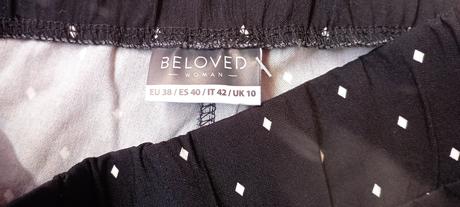 BELOVED
— WOMAN —
EU 38 / ES 40 / IT 42 / UK 10